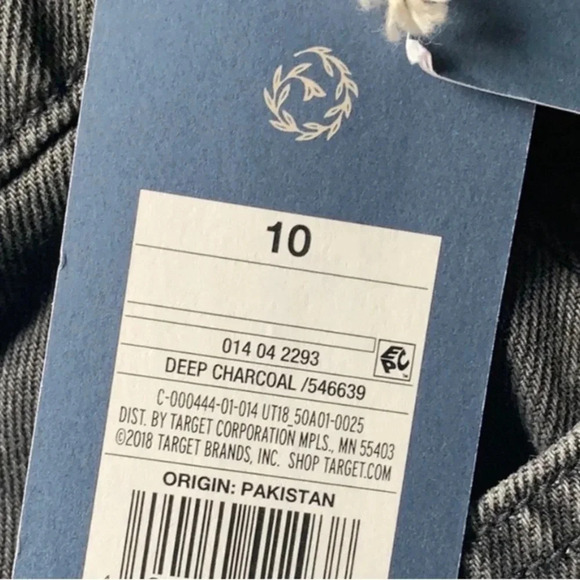 10
014 04 2293
EPC™
DEEP CHARCOAL /546639
C-000444-01-014 UT18_50A01-0025
DIST. BY TARGET CORPORATION MPLS., MN 55403
©2018 TARGET BRANDS, INC. SHOP TARGET.COM
ORIGIN: PAKISTAN